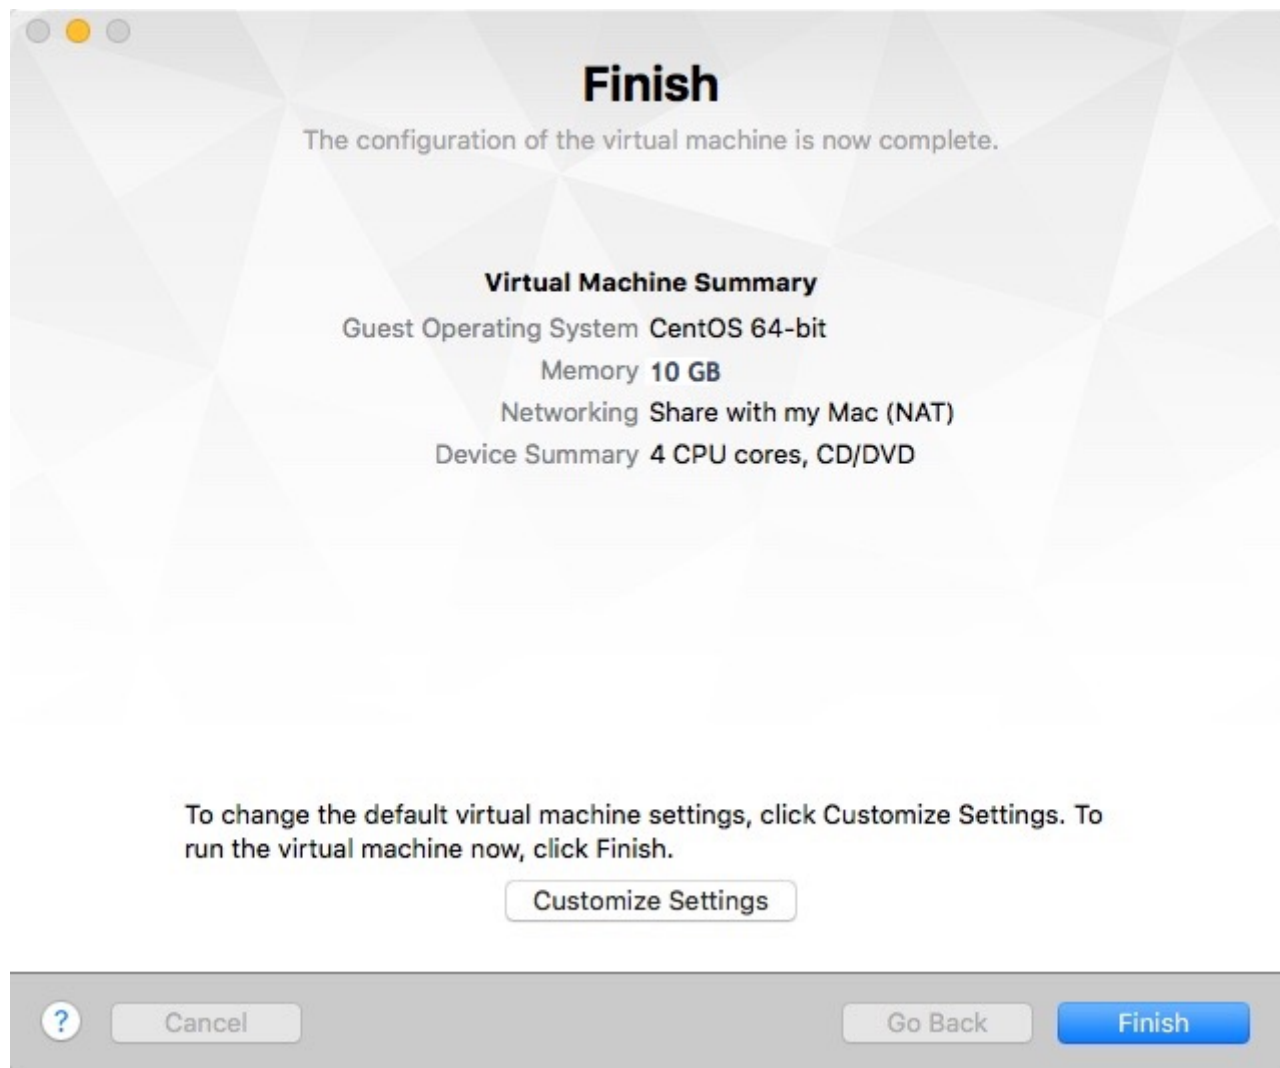 Finish
The configuration of the virtual machine is now complete.
Virtual Machine Summary
Guest Operating System CentOS 64-bit
Memory 10 GB
Networking Share with my Mac (NAT)
Device Summary 4 CPU cores, CD/DVD
To change the default virtual machine settings, click Customize Settings. To
run the virtual machine now, click Finish.
Customize Settings
? Cancel Go Back Finish